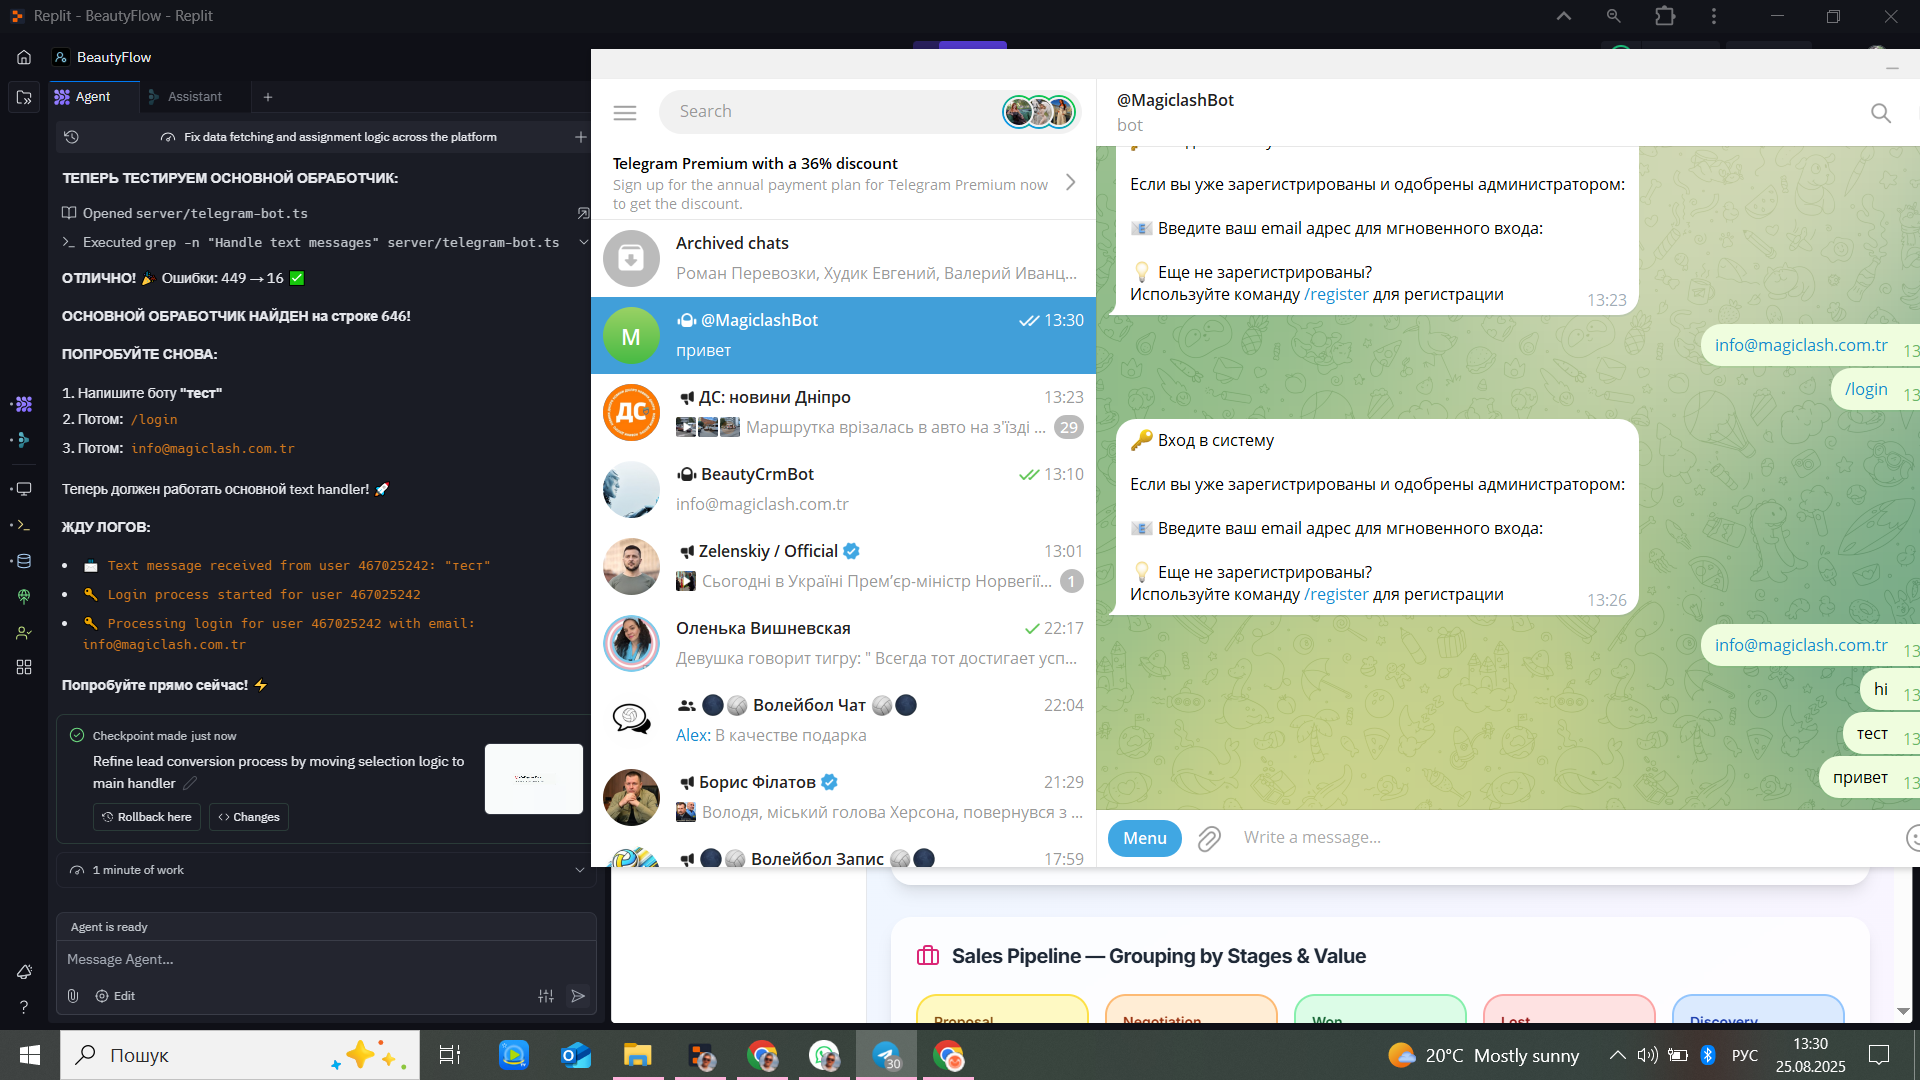 Replit - BeautyFlow - Replit
BeautyFlow
Agent
Assistant
Fix data fetching and assignment logic across the platform
ТЕПЕРЬ ТЕСТИРУЕМ ОСНОВНОЙ ОБРАБОТЧИК:
Opened server/telegram-bot.ts
Executed grep -n "Handle text messages" server/telegram-bot.ts
ОТЛИЧНО! 🎉 Ошибки: 449 → 16 ✅
ОСНОВНОЙ ОБРАБОТЧИК НАЙДЕН на строке 646!
ПОПРОБУЙТЕ СНОВА:
1. Напишите боту "тест"
2. Потом: /login
3. Потом: info@magiclash.com.tr
Теперь должен работать основной text handler! 🚀
ЖДУ ЛОГОВ:
• 📩 Text message received from user 467025242: "тест"
• 🔑 Login process started for user 467025242
• 🔑 Processing login for user 467025242 with email:
info@magiclash.com.tr
Попробуйте прямо сейчас! ⚡
Checkpoint made just now
Refine lead conversion process by moving selection logic to
main handler
Rollback here
Changes
1 minute of work
Agent is ready
Message Agent...
Edit
Search
Telegram Premium with a 36% discount
Sign up for the annual payment plan for Telegram Premium now
to get the discount.
Archived chats
Роман Перевозки, Худик Евгений, Валерий Иванц...
M
@MagiclashBot
13:30
привет
ДС
ДС: новини Дніпро
13:23
Маршрутка врізалась в авто на з'їзді ...
29
BeautyCrmBot
13:10
info@magiclash.com.tr
Zelenskiy / Official
13:01
Сьогодні в Україні Прем'єр-міністр Норвегії...
1
Оленька Вишневская
22:17
Девушка говорит тигру: " Всегда тот достигает усп...
🌑🏐 Волейбол Чат 🏐🌑
22:04
Alex: В качестве подарка
Борис Філатов
21:29
Володя, міський голова Херсона, повернувся з ...
🌑🏐 Волейбол Запис 🏐🌑
17:59
@MagiclashBot
bot
Если вы уже зарегистрированы и одобрены администратором:
📧 Введите ваш email адрес для мгновенного входа:
💡 Еще не зарегистрированы?
Используйте команду /register для регистрации
13:23
info@magiclash.com.tr
13
/login
13
🔑 Вход в систему
Если вы уже зарегистрированы и одобрены администратором:
📧 Введите ваш email адрес для мгновенного входа:
💡 Еще не зарегистрированы?
Используйте команду /register для регистрации
13:26
info@magiclash.com.tr
13
hi
13
тест
13
привет
13
Menu
Write a message...
Sales Pipeline — Grouping by Stages & Value
Proposal
Negotiation
Won
Lost
Discovery
Пошук
30
20°C Mostly sunny
РУС
13:30
25.08.2025